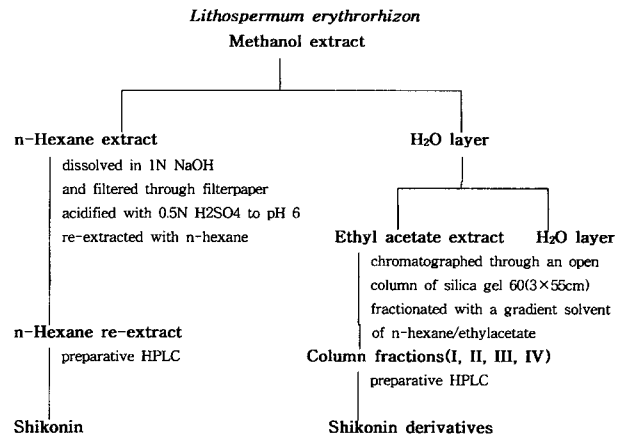 Lithospermum erythrorhizon
Methanol extract
n-Hexane extract
dissolved in 1N NaOH
and filtered through filterpaper
acidified with 0.5N H2SO4 to pH 6
re-extracted with n-hexane
n-Hexane re-extract
preparative HPLC
Shikonin
H₂O layer
Ethyl acetate extract
H₂O layer
chromatographed through an open
column of silica gel 60(3×55cm)
fractionated with a gradient solvent
of n-hexane/ethylacetate
Column fractions(I, II, III, IV)
preparative HPLC
Shikonin derivatives